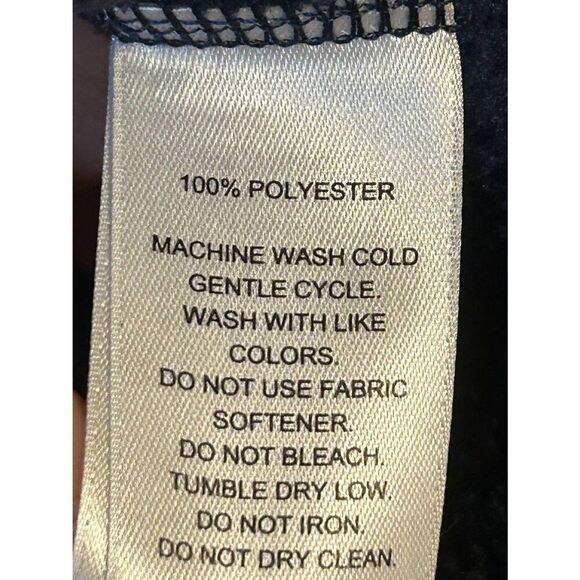 100% POLYESTER
MACHINE WASH COLD
GENTLE CYCLE.
WASH WITH LIKE
COLORS.
DO NOT USE FABRIC
SOFTENER.
DO NOT BLEACH.
TUMBLE DRY LOW.
DO NOT IRON.
DO NOT DRY CLEAN.